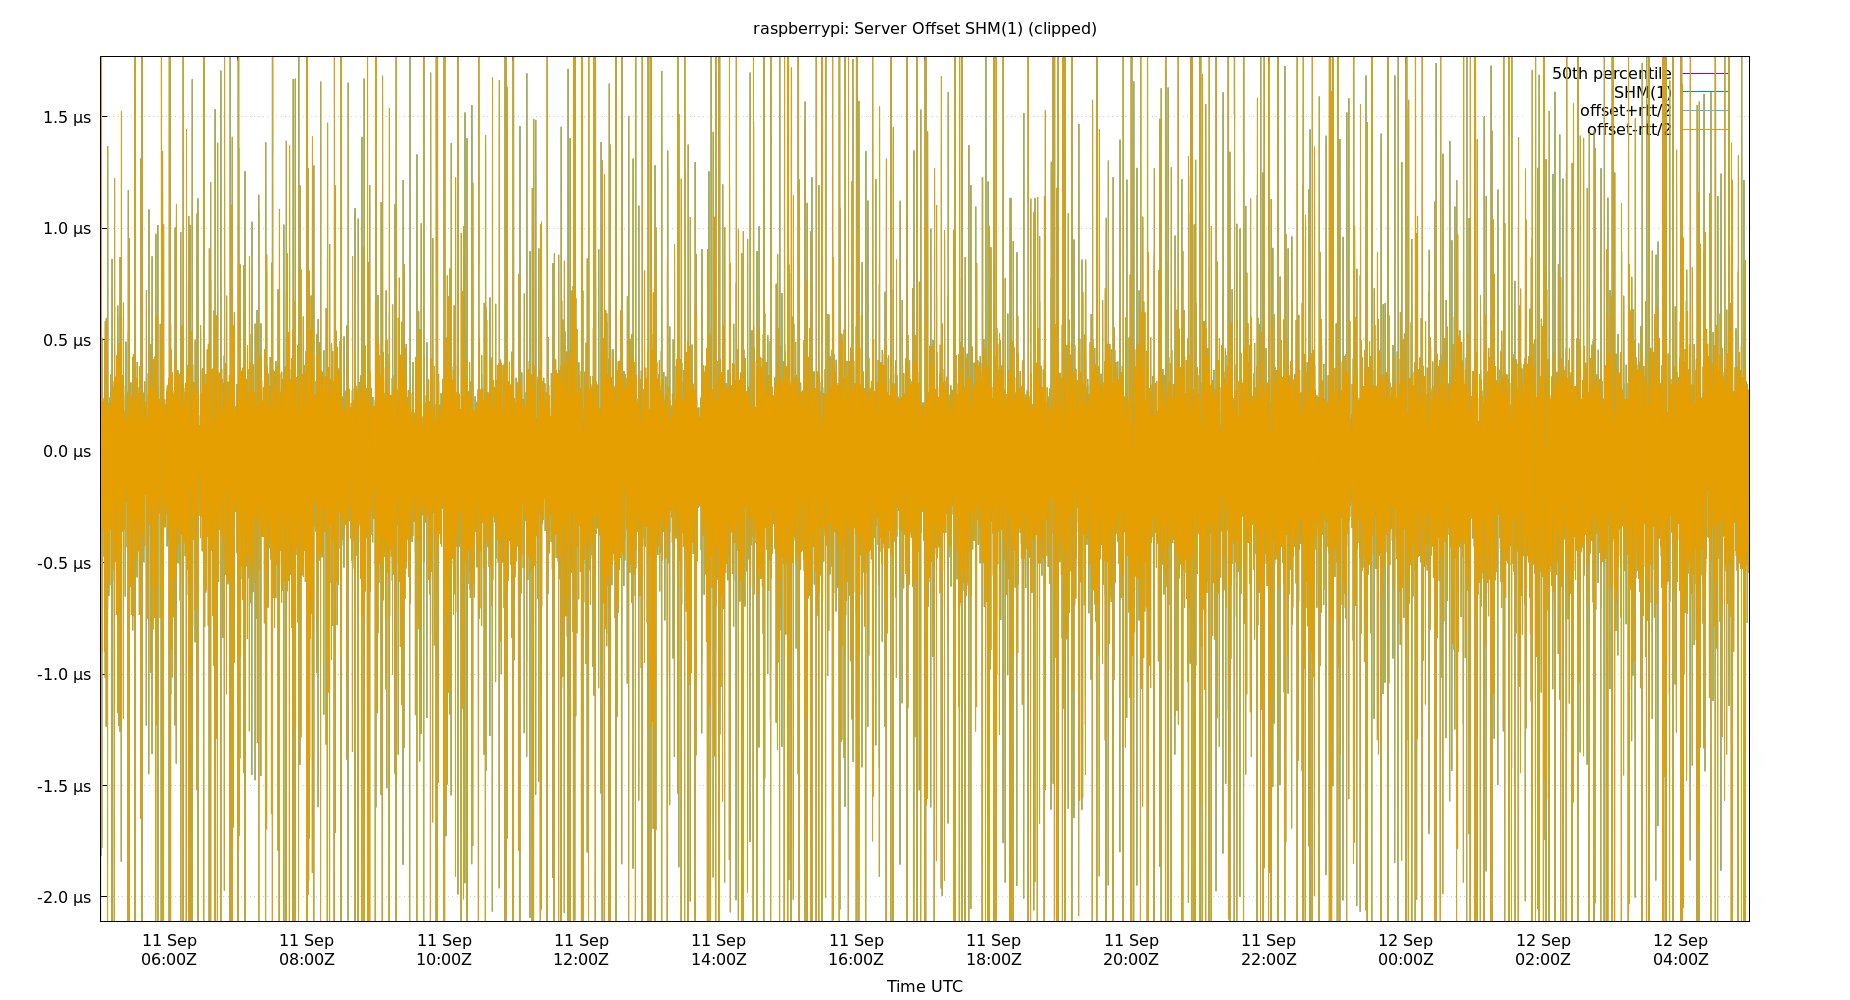 raspberrypi: Server Offset SHM(1) (clipped)
50th percentile
SHM(1)
offset+rtt/2
offset-rtt/2
1.5 µs
1.0 µs
0.5 µs
0.0 µs
-0.5 µs
-1.0 µs
-1.5 µs
-2.0 µs
11 Sep 11 Sep 11 Sep 11 Sep 11 Sep 11 Sep 11 Sep 11 Sep 11 Sep 12 Sep 12 Sep 12 Sep
06:00Z 08:00Z 10:00Z 12:00Z 14:00Z 16:00Z 18:00Z 20:00Z 22:00Z 00:00Z 02:00Z 04:00Z
Time UTC